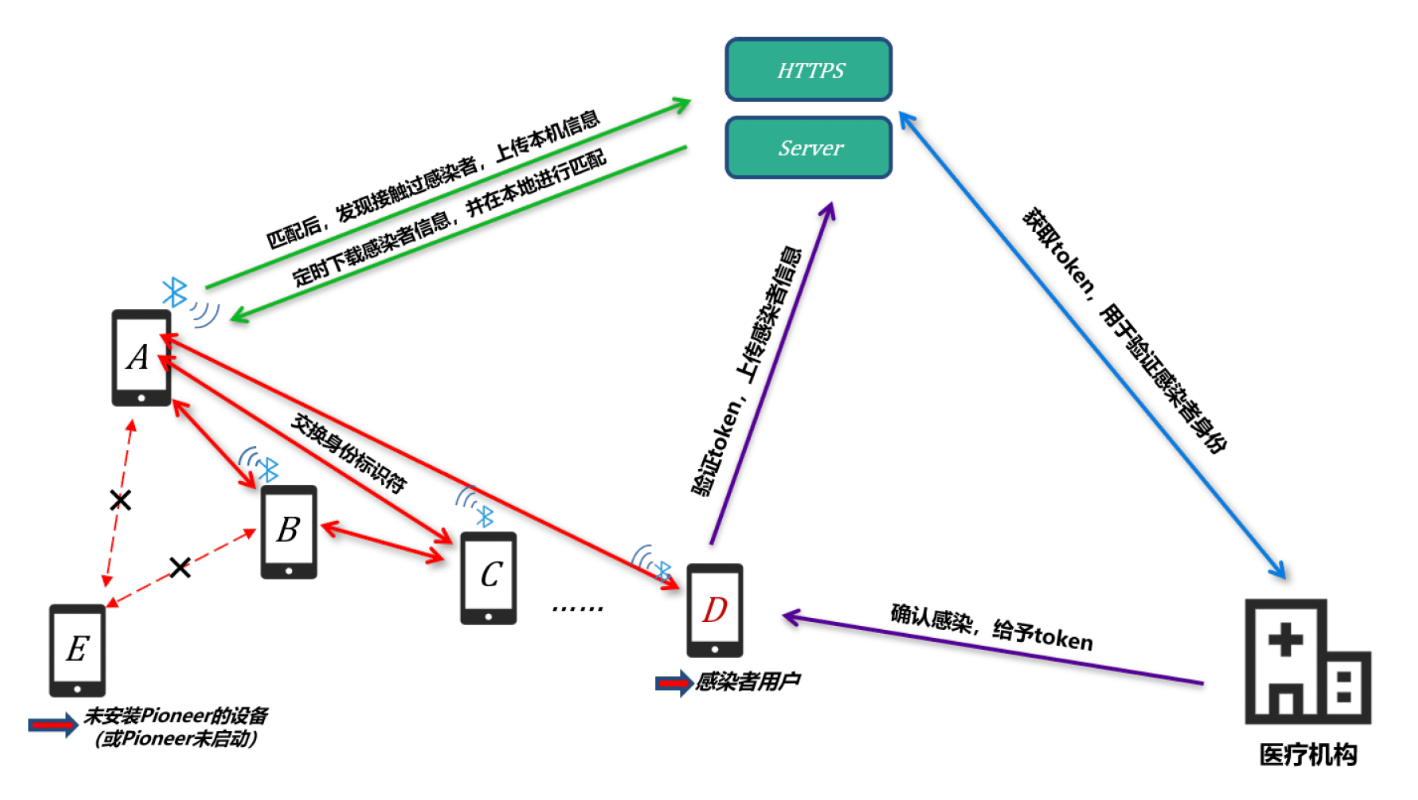 HTTPS
Server
匹配后，发现接触过感染者，上传本机信息
定时下载感染者信息，并在本地进行匹配
获取token，用于验证感染者身份
验证token，上传感染者信息
A
交换身份标识符
B
C
……
D
E
确认感染，给予token
感染者用户
未安装Pioneer的设备
（或Pioneer未启动）
医疗机构